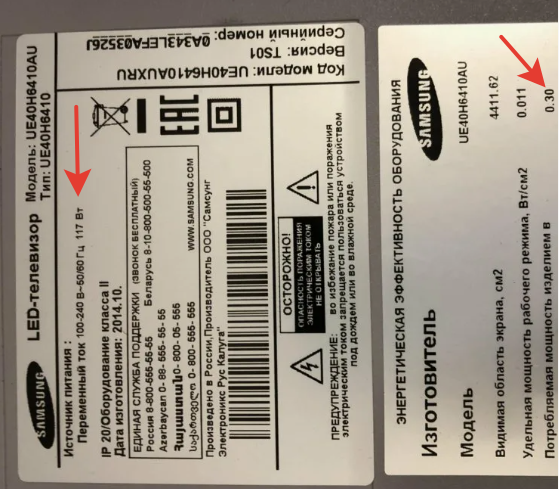 SAMSUNG
LED-телевизор
Модель: UE40H6410AU
Тип: UE40H6410
Источник питания :
Переменный ток 100-240 В~50/60 Гц 117 Вт
IP 20/Оборудование класса II
Дата изготовления: 2014.10.
ЕДИНАЯ СЛУЖБА ПОДДЕРЖКИ (ЗВОНОК БЕСПЛАТНЫЙ)
Россия 8-800-555-55-55 Беларусь 8-10-800-500-55-500
Azerbaycan 0- 88- 555- 55- 55
Հայաստան 0- 800- 05- 555
საქართველო 0- 800- 555- 555 WWW.SAMSUNG.COM
Произведено в России,Производитель ООО "Самсунг
Электроникс Рус Калуга"
EAC
Код модели: UE40H6410AUXRU
Версия: TS01
Серийный номер: 0A343LEFA03526J
ОСТОРОЖНО!
ОПАСНОСТЬ ПОРАЖЕНИЯ
ЭЛЕКТРИЧЕСКИМ ТОКОМ
НЕ ОТКРЫВАТЬ
ПРЕДУПРЕЖДЕНИЕ: во избежание пожара или поражения
электрическим током запрещается пользоваться устройством
под дождем или во влажной среде.
ЭНЕРГЕТИЧЕСКАЯ ЭФФЕКТИВНОСТЬ ОБОРУДОВАНИЯ
Изготовитель SAMSUNG
Модель UE40H6410AU
Видимая область экрана, см2 4411.62
Удельная мощность рабочего режима, Вт/см2 0.011
Потребляемая мощность изделием в 0.30